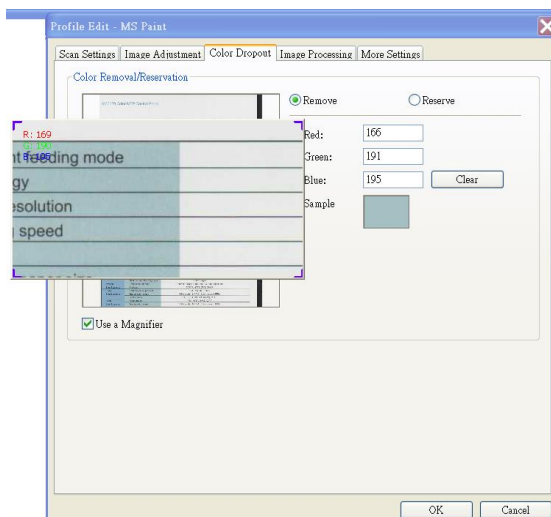 Profile Edit - MS Paint
Scan Settings Image Adjustment Color Dropout Image Processing More Settings
Color Removal/Reservation
Remove Reserve
R: 169
G: 190
B: 195
nt feeding mode
gy
esolution
speed
Red: 166
Green: 191
Blue: 195 Clear
Sample
Use a Magnifier
OK Cancel